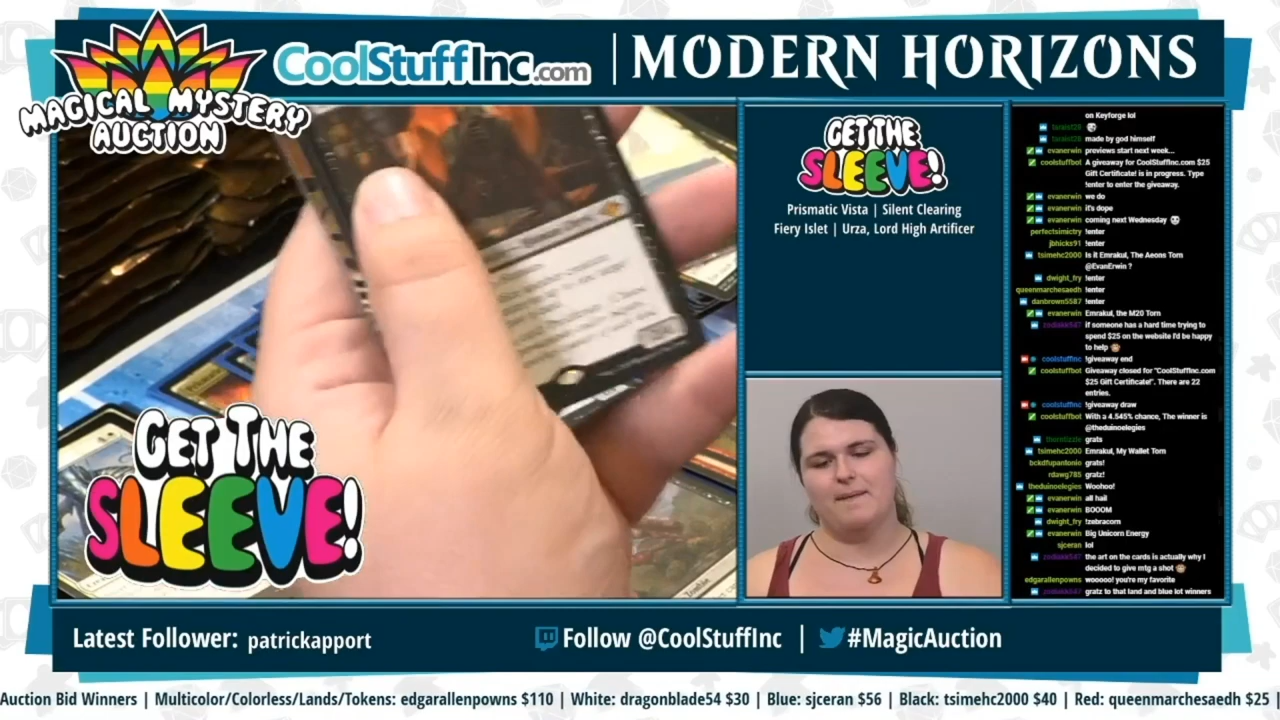 MAGICAL MYSTERY
AUCTION
CoolStuffInc.com
MODERN HORIZONS
GET THE
SLEEVE!
GET THE
SLEEVE!
Prismatic Vista | Silent Clearing
Fiery Islet | Urza, Lord High Artificer
on Keyforge lol
made by god himself
evanerwin previews start next week...
coolstuffbot A giveaway for CoolStuffInc.com $25
Gift Certificate! is in progress. Type
!enter to enter the giveaway.
evanerwin we do
evanerwin it's dope
evanerwin coming next Wednesday
perfectsimictry !enter
jbhicks91 !enter
tsimehc2000 Is it Emrakul, The Aeons Torn
@EvanErwin ?
dwight_fry !enter
queenmarchesaedh !enter
danbrown5587 !enter
evanerwin Emrakul, the M20 Torn
zodiakk547 if someone has a hard time trying to
spend $25 on the website I'd be happy
to help
coolstuffinc !giveaway end
coolstuffbot Giveaway closed for "CoolStuffInc.com
$25 Gift Certificate!". There are 22
entries.
coolstuffinc !giveaway draw
coolstuffbot With a 4.545% chance, The winner is
@theduinoelegies
grats
tsimehc2000 Emrakul, My Wallet Torn
bckdfupantonio grats!
rdawg785 gratz!
theduinoelegies Woohoo!
evanerwin all hail
evanerwin BOOOM
dwight_fry !zebracorn
evanerwin Big Unicorn Energy
sjceran lol
zodiakk547 the art on the cards is actually why I
decided to give mtg a shot
edgarallenpowns wooooo! you're my favorite
zodiakk547 gratz to that land and blue lot winners
Latest Follower: patrickapport
Follow @CoolStuffInc | #MagicAuction
Auction Bid Winners | Multicolor/Colorless/Lands/Tokens: edgarallenpowns $110 | White: dragonblade54 $30 | Blue: sjceran $56 | Black: tsimehc2000 $40 | Red: queenmarchesaedh $25 |